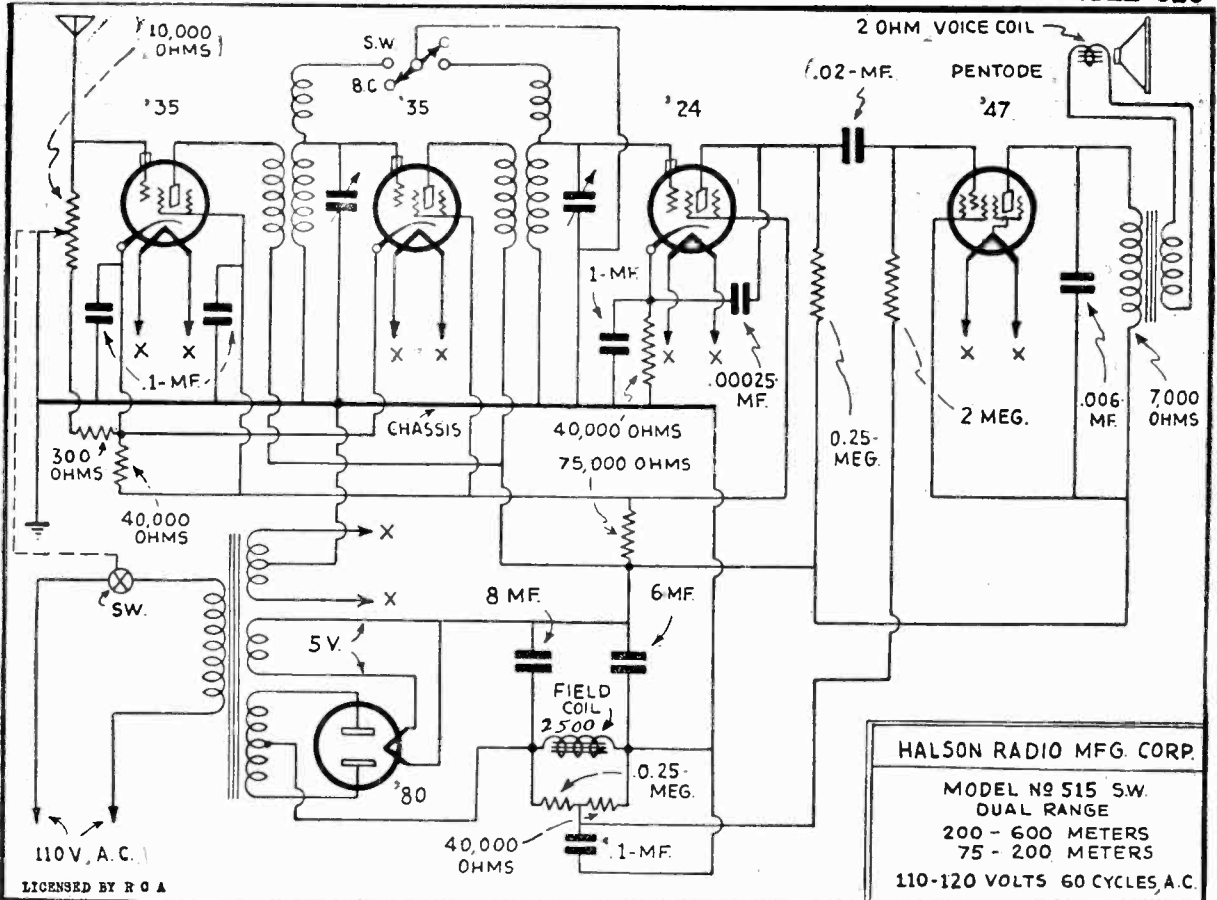 10,000
OHMS
S.W.
C
B.C
'35
'35
'24
.02-MF.
PENTODE
'47
2 OHM VOICE COIL
1-MF.
X
X
X
X
X
X
X
X
.1-MF.
.00025-
MF.
CHASSIS
300
OHMS
40,000
OHMS
40,000 OHMS
75,000 OHMS
0.25-
MEG.
2 MEG.
.006-
MF.
7,000
OHMS
X
X
SW.
5 V.
8 MF.
6 MF.
FIELD
COIL
2500
'80
0.25-
MEG.
40,000
OHMS
.1-MF.
110 V. A.C.
LICENSED BY R C A
HALSON RADIO MFG. CORP.
MODEL Nº 515 S.W.
DUAL RANGE
200 - 600 METERS
75 - 200 METERS
110-120 VOLTS 60 CYCLES, A.C.